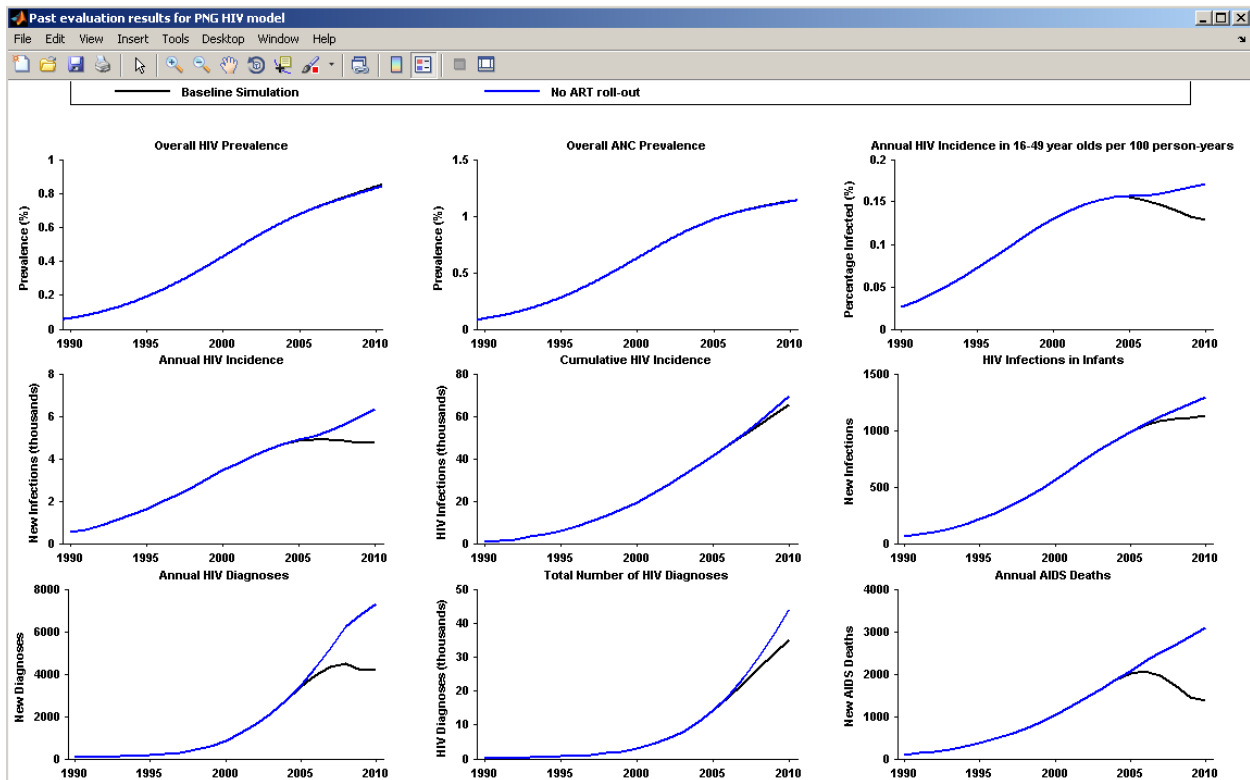 Past evaluation results for PNG HIV model
File Edit View Insert Tools Desktop Window Help
Baseline Simulation No ART roll-out
Overall HIV Prevalence
Prevalence (%)
1
0.8
0.6
0.4
0.2
0
1990 1995 2000 2005 2010
Overall ANC Prevalence
Prevalence (%)
1.5
1
0.5
0
1990 1995 2000 2005 2010
Annual HIV Incidence in 16-49 year olds per 100 person-years
Percentage Infected (%)
0.2
0.15
0.1
0.05
0
1990 1995 2000 2005 2010
Annual HIV Incidence
New Infections (thousands)
8
6
4
2
0
1990 1995 2000 2005 2010
Cumulative HIV Incidence
HIV Infections (thousands)
80
60
40
20
0
1990 1995 2000 2005 2010
HIV Infections in Infants
New Infections
1500
1000
500
0
1990 1995 2000 2005 2010
Annual HIV Diagnoses
New Diagnoses
8000
6000
4000
2000
0
1990 1995 2000 2005 2010
Total Number of HIV Diagnoses
HIV Diagnoses (thousands)
50
40
30
20
10
0
1990 1995 2000 2005 2010
Annual AIDS Deaths
New AIDS Deaths
4000
3000
2000
1000
0
1990 1995 2000 2005 2010